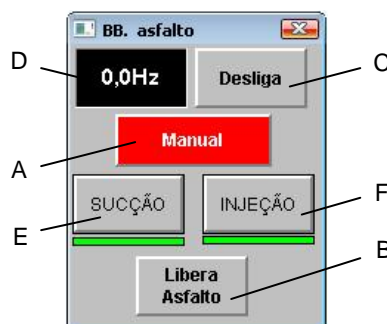 BB. asfalto
D
0,0Hz
Desliga
C
Manual
A
SUCÇÃO
INJEÇÃO
F
E
B
Libera
Asfalto